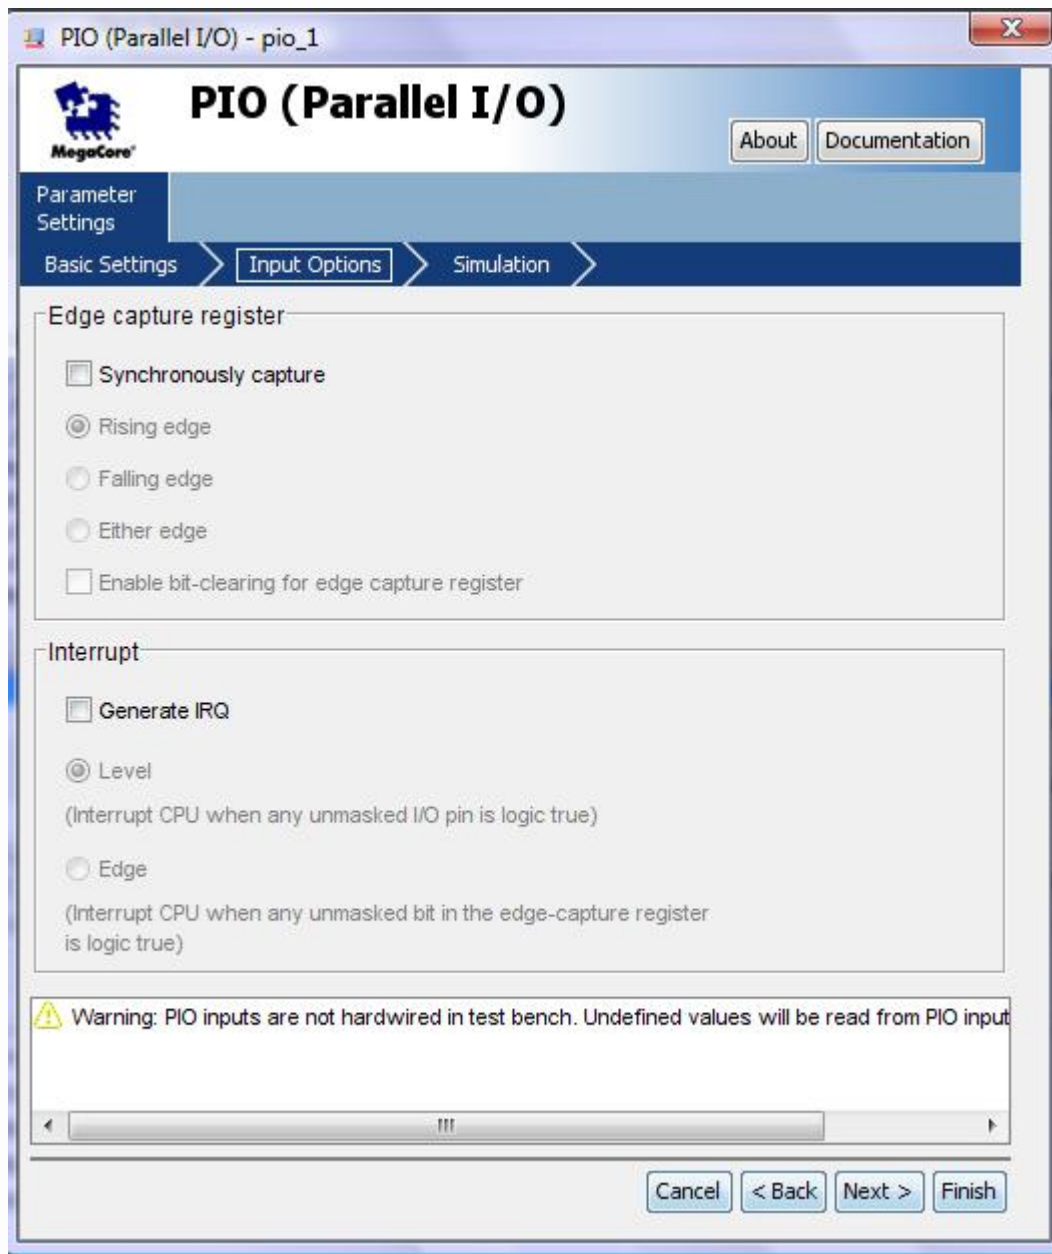 PIO (Parallel I/O) - pio_1
PIO (Parallel I/O)
MegaCore®
About
Documentation
Parameter
Settings
Basic Settings
Input Options
Simulation
Edge capture register
Synchronously capture
Rising edge
Falling edge
Either edge
Enable bit-clearing for edge capture register
Interrupt
Generate IRQ
Level
(Interrupt CPU when any unmasked I/O pin is logic true)
Edge
(Interrupt CPU when any unmasked bit in the edge-capture register
is logic true)
Warning: PIO inputs are not hardwired in test bench. Undefined values will be read from PIO input
Cancel
< Back
Next >
Finish